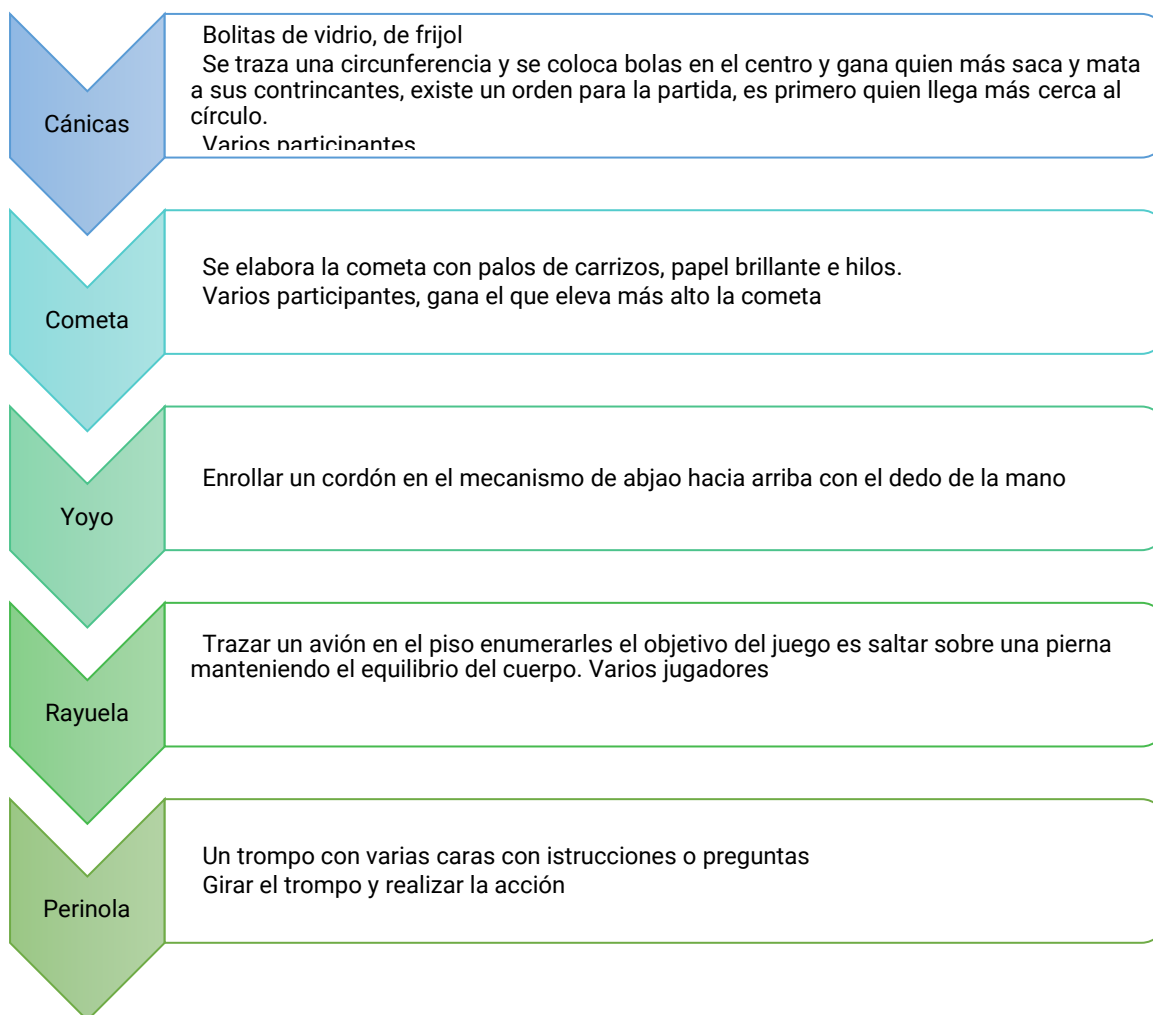 Cánicas
Bolitas de vidrio, de frijol
Se traza una circunferencia y se coloca bolas en el centro y gana quien más saca y mata
a sus contrincantes, existe un orden para la partida, es primero quien llega más cerca al
círculo.
Varios participantes
Cometa
Se elabora la cometa con palos de carrizos, papel brillante e hilos.
Varios participantes, gana el que eleva más alto la cometa
Yoyo
Enrollar un cordón en el mecanismo de abjao hacia arriba con el dedo de la mano
Rayuela
Trazar un avión en el piso enumerarles el objetivo del juego es saltar sobre una pierna
manteniendo el equilibrio del cuerpo. Varios jugadores
Perinola
Un trompo con varias caras con istrucciones o preguntas
Girar el trompo y realizar la acción